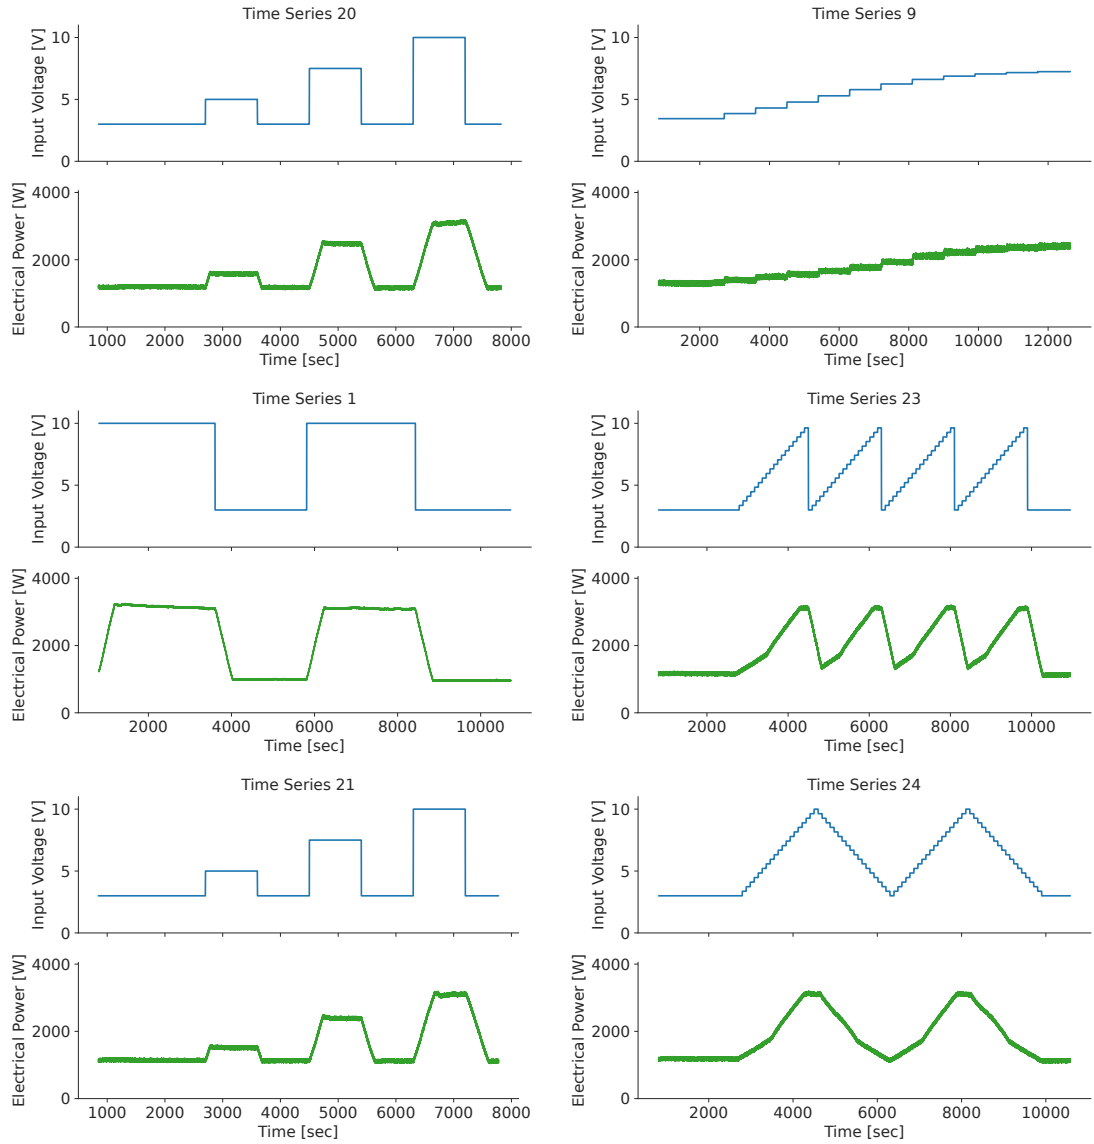 Time Series 20
Input Voltage [V]
10
5
0
Electrical Power [W]
4000
2000
0
1000 2000 3000 4000 5000 6000 7000 8000
Time [sec]
Time Series 9
Input Voltage [V]
10
5
0
Electrical Power [W]
4000
2000
0
2000 4000 6000 8000 10000 12000
Time [sec]
Time Series 1
Input Voltage [V]
10
5
0
Electrical Power [W]
4000
2000
0
2000 4000 6000 8000 10000
Time [sec]
Time Series 23
Input Voltage [V]
10
5
0
Electrical Power [W]
4000
2000
0
2000 4000 6000 8000 10000
Time [sec]
Time Series 21
Input Voltage [V]
10
5
0
Electrical Power [W]
4000
2000
0
1000 2000 3000 4000 5000 6000 7000 8000
Time [sec]
Time Series 24
Input Voltage [V]
10
5
0
Electrical Power [W]
4000
2000
0
2000 4000 6000 8000 10000
Time [sec]